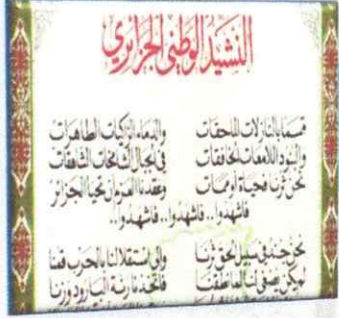 النشيد الوطني الجزائري
قسما بالنازلات الماحقات والدماء الزاكيات الطاهرات
والبنود اللامعات الخافقات في الجبال الشامخات الشاهقات
نحن ثرنا فحياة أو ممات وعقدنا العزم أن تحيا الجزائر
فاشهدوا.. فاشهدوا.. فاشهدوا..
نحن جند في سبيل الحق ثرنا وإلى استقلالنا بالحرب قمنا
لم يكن يصغى لنا لما نطقنا فاتخذنا رنة البارود وزنا